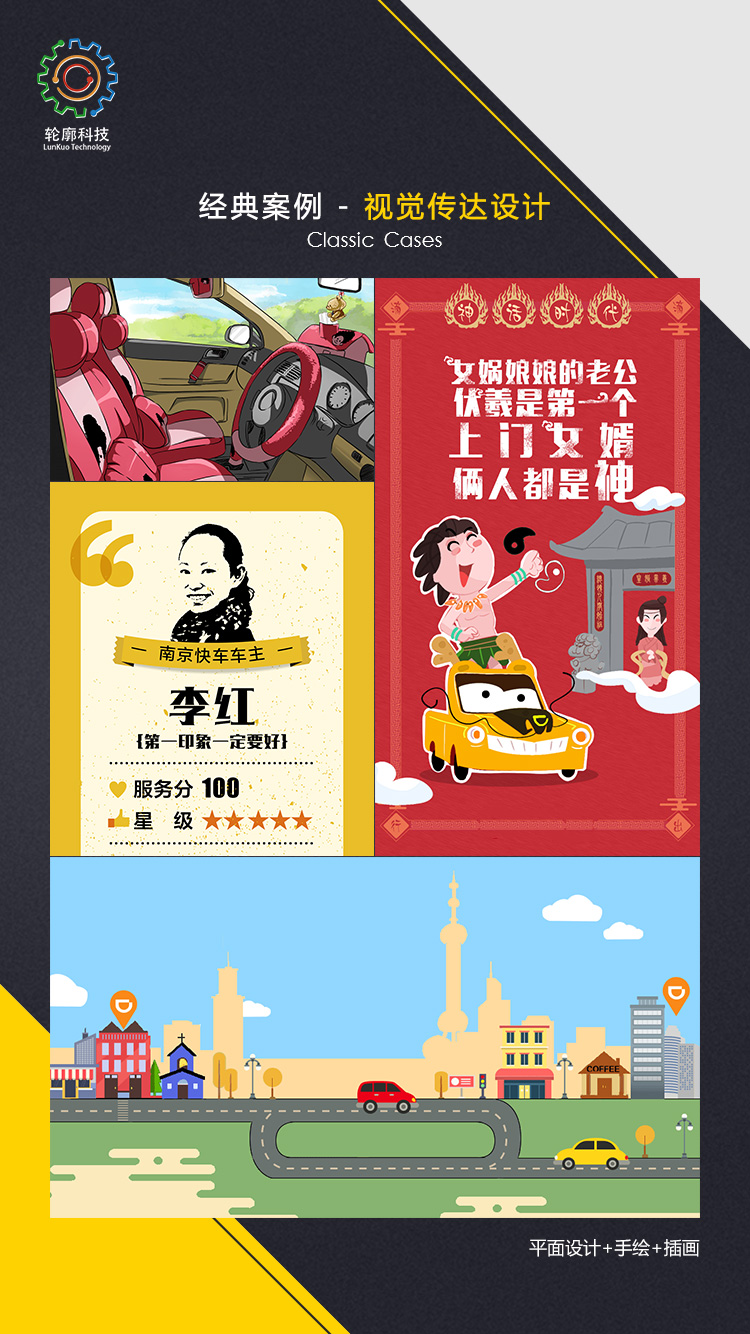 轮廓科技
LunKuo Technology
经典案例 - 视觉传达设计
Classic Cases
神话时代
女娲娘娘的老公
伏羲是第一个
上门女婿
俩人都是神
南京快车车主
李红
{第一印象一定要好}
服务分 100
星 级
COFFEE
平面设计+手绘+插画